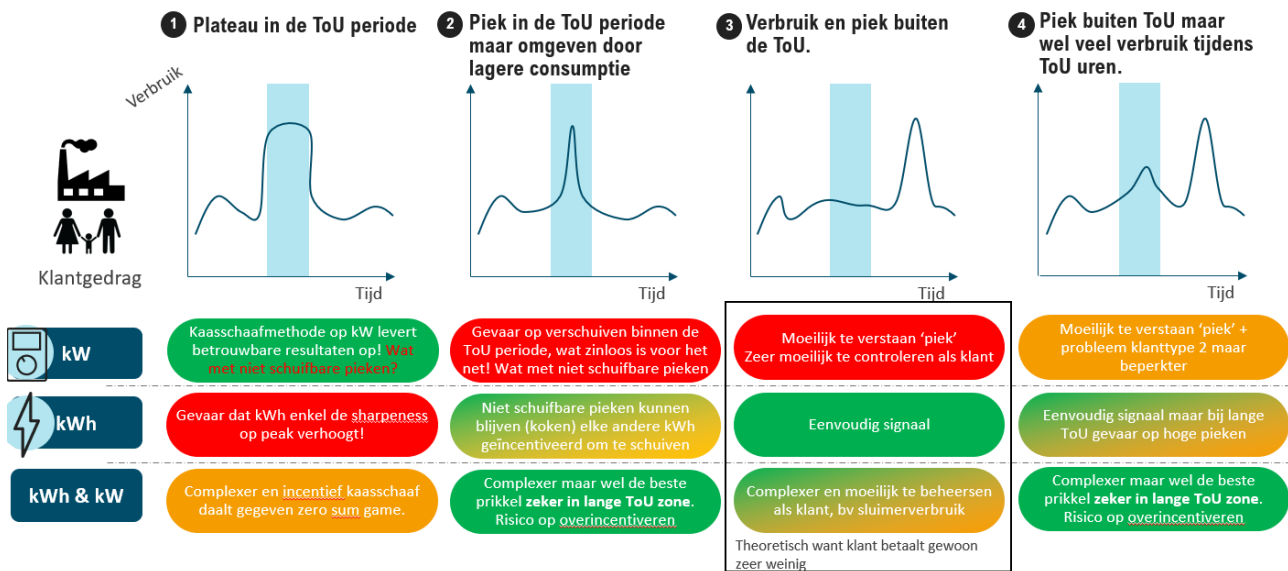 1 Plateau in de ToU periode
2 Piek in de ToU periode
maar omgeven door
lagere consumptie
3 Verbruik en piek buiten
de ToU.
4 Piek buiten ToU maar
wel veel verbruik tijdens
ToU uren.
Verbruik
Klantgedrag
Tijd
Tijd
Tijd
Tijd
kW
Kaasschaafmethode op kW levert
betrouwbare resultaten op! Wat
met niet schuifbare pieken?
Gevaar op verschuiven binnen de
ToU periode, wat zinloos is voor het
net! Wat met niet schuifbare pieken
Moeilijk te verstaan ‘piek’
Zeer moeilijk te controleren als klant
Moeilijk te verstaan ‘piek’ +
probleem klanttype 2 maar
beperkter
kWh
Gevaar dat kWh enkel de sharpeness
op peak verhoogt!
Niet schuifbare pieken kunnen
blijven (koken) elke andere kWh
geïncentiveerd om te schuiven
Eenvoudig signaal
Eenvoudig signaal maar bij lange
ToU gevaar op hoge pieken
kWh & kW
Complexer en incentief kaasschaaf
daalt gegeven zero sum game.
Complexer maar wel de beste
prikkel zeker in lange ToU zone.
Risico op overincentiveren
Complexer en moeilijk te beheersen
als klant, bv sluimerverbruik
Complexer maar wel de beste
prikkel zeker in lange ToU zone.
Risico op overincentiveren
Theoretisch want klant betaalt gewoon
zeer weinig